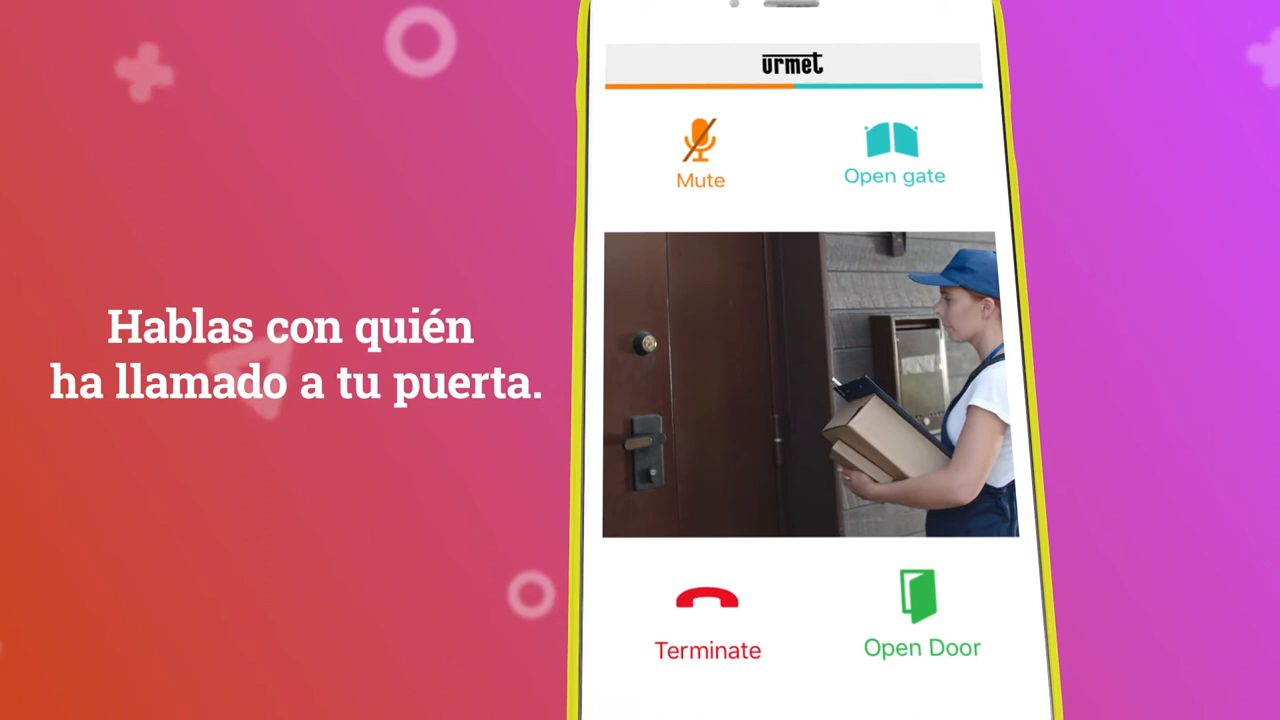 Hablas con quién
ha llamado a tu puerta.
urmet
Mute
Open gate
Terminate
Open Door